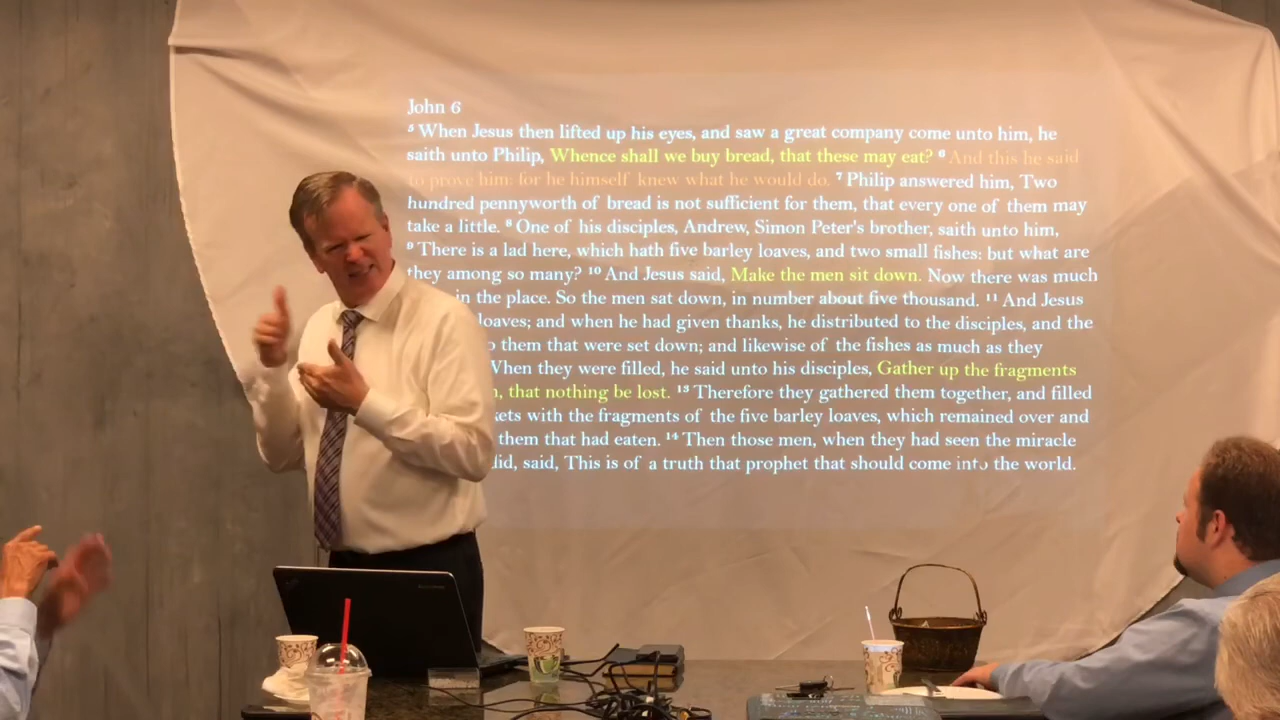 John 6
⁵ When Jesus then lifted up his eyes, and saw a great company come unto him, he
saith unto Philip, Whence shall we buy bread, that these may eat? ⁶ And this he said
to prove him: for he himself knew what he would do. ⁷ Philip answered him, Two
hundred pennyworth of bread is not sufficient for them, that every one of them may
take a little. ⁸ One of his disciples, Andrew, Simon Peter's brother, saith unto him,
⁹ There is a lad here, which hath five barley loaves, and two small fishes: but what are
they among so many? ¹⁰ And Jesus said, Make the men sit down. Now there was much
in the place. So the men sat down, in number about five thousand. ¹¹ And Jesus
loaves; and when he had given thanks, he distributed to the disciples, and the
to them that were set down; and likewise of the fishes as much as they
When they were filled, he said unto his disciples, Gather up the fragments
that nothing be lost. ¹³ Therefore they gathered them together, and filled
with the fragments of the five barley loaves, which remained over and
them that had eaten. ¹⁴ Then those men, when they had seen the miracle
did, said, This is of a truth that prophet that should come into the world.